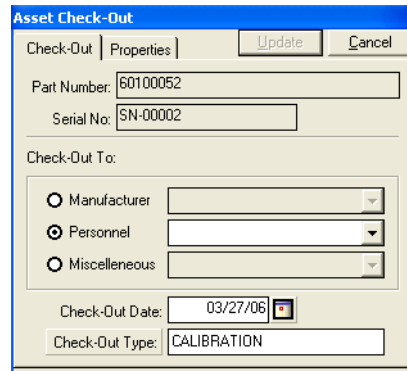 Asset Check-Out
Check-Out Properties Update Cancel
Part Number: 60100052
Serial No: SN-00002
Check-Out To:
Manufacturer
Personnel
Miscelleneous
Check-Out Date: 03/27/06
Check-Out Type: CALIBRATION